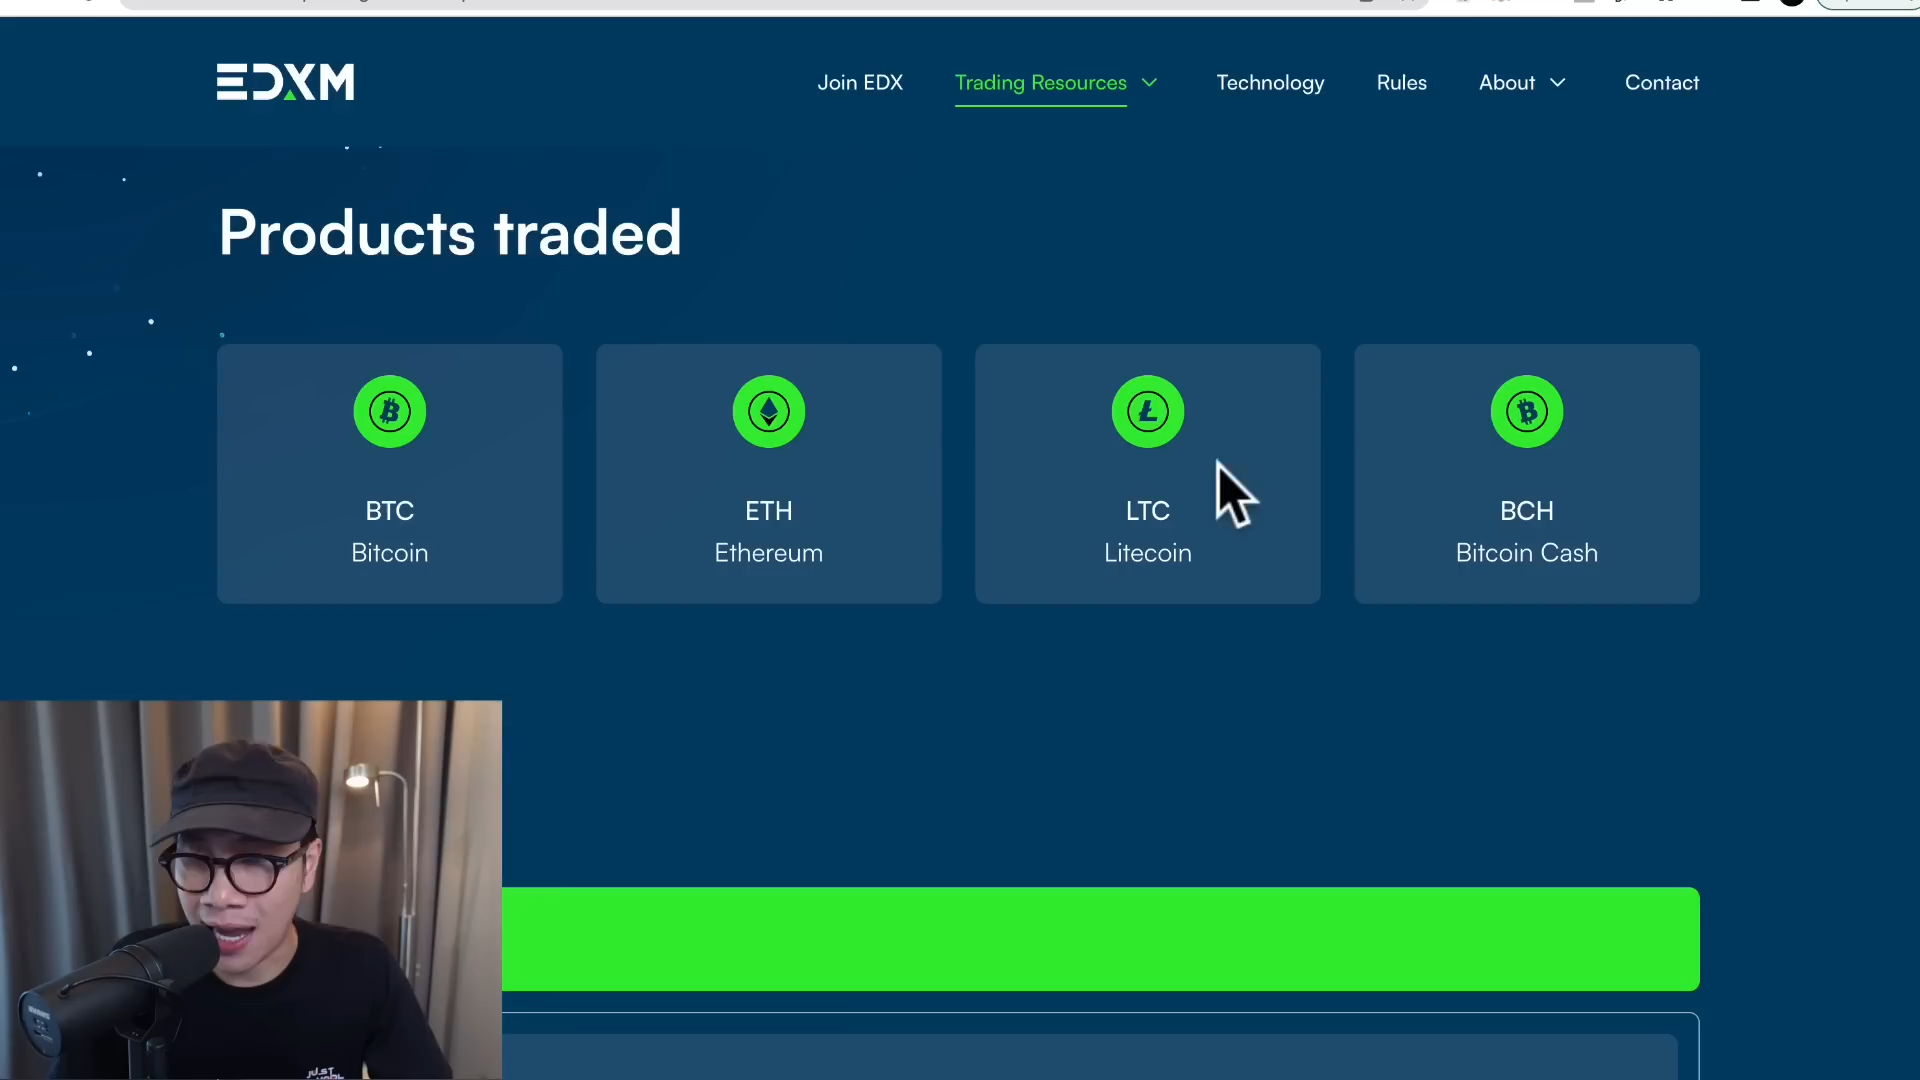 EDXM
Join EDX
Trading Resources
Technology
Rules
About
Contact
Products traded
BTC
Bitcoin
ETH
Ethereum
LTC
Litecoin
BCH
Bitcoin Cash
JUST